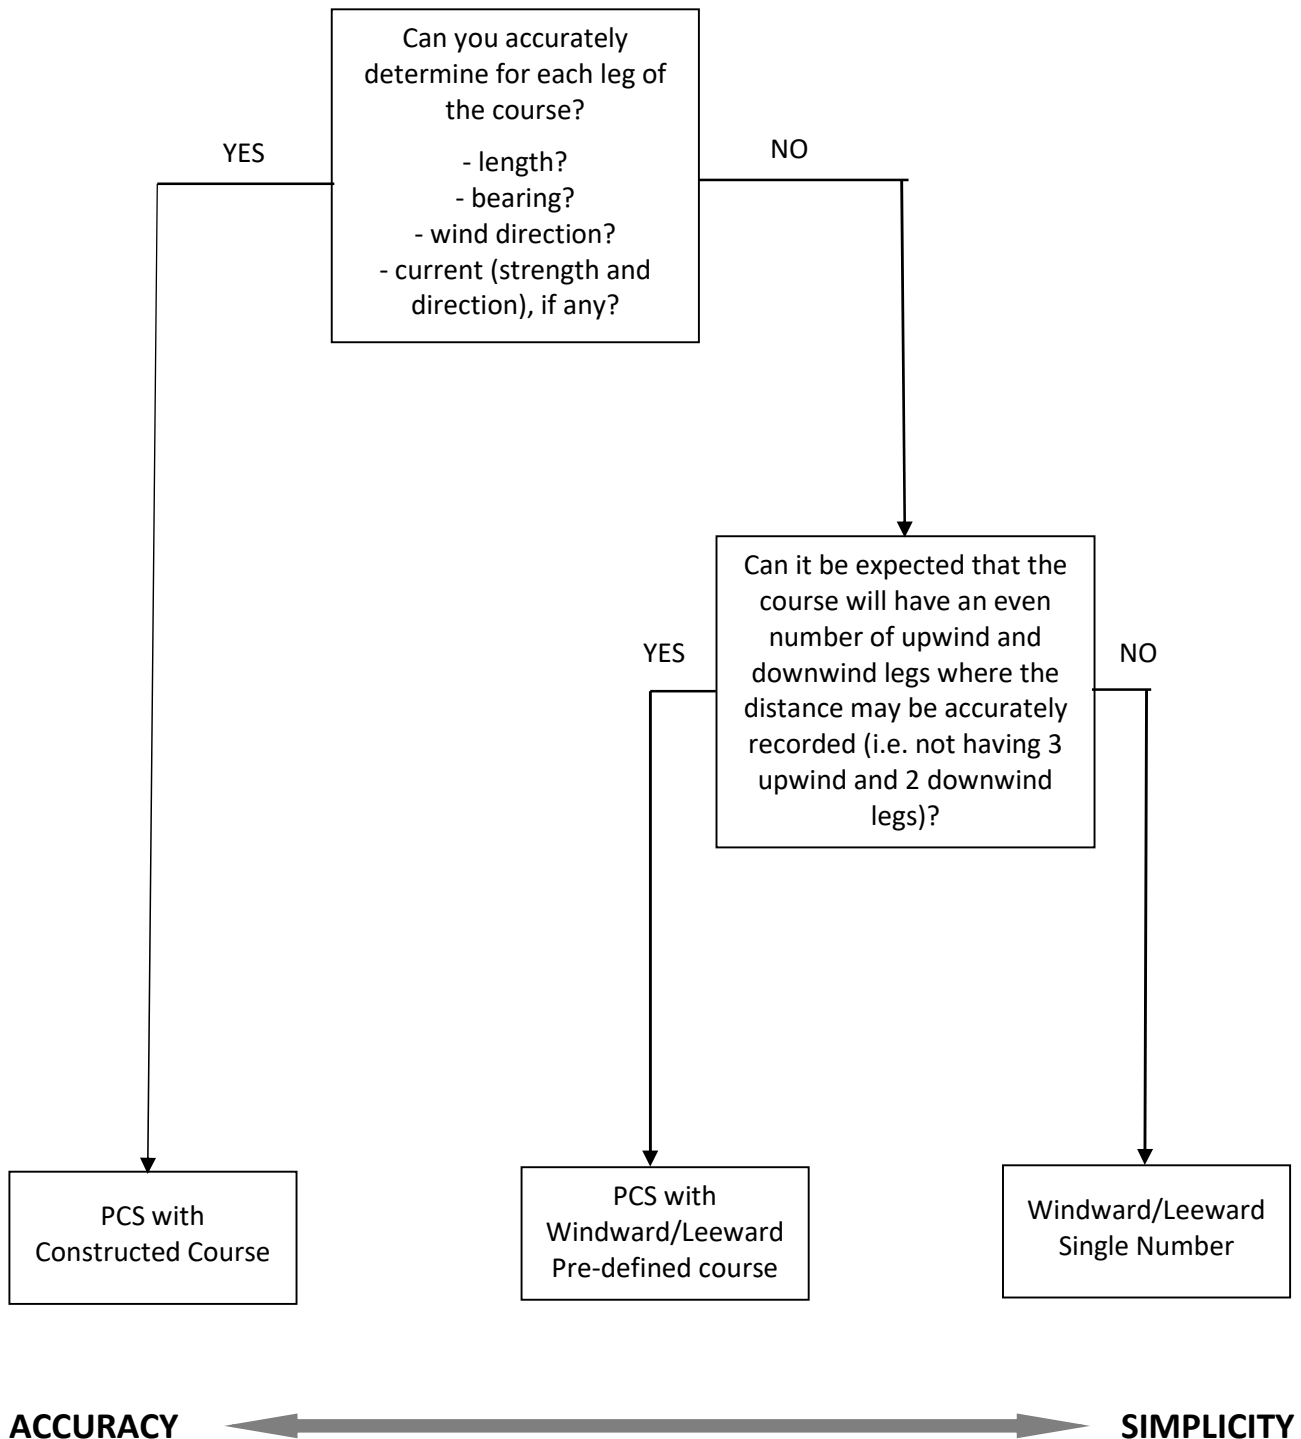 Can you accurately
determine for each leg of
the course?
- length?
- bearing?
- wind direction?
- current (strength and
direction), if any?
YES
NO
Can it be expected that the
course will have an even
number of upwind and
downwind legs where the
distance may be accurately
recorded (i.e. not having 3
upwind and 2 downwind
legs)?
YES
NO
PCS with
Constructed Course
PCS with
Windward/Leeward
Pre-defined course
Windward/Leeward
Single Number
ACCURACY
SIMPLICITY